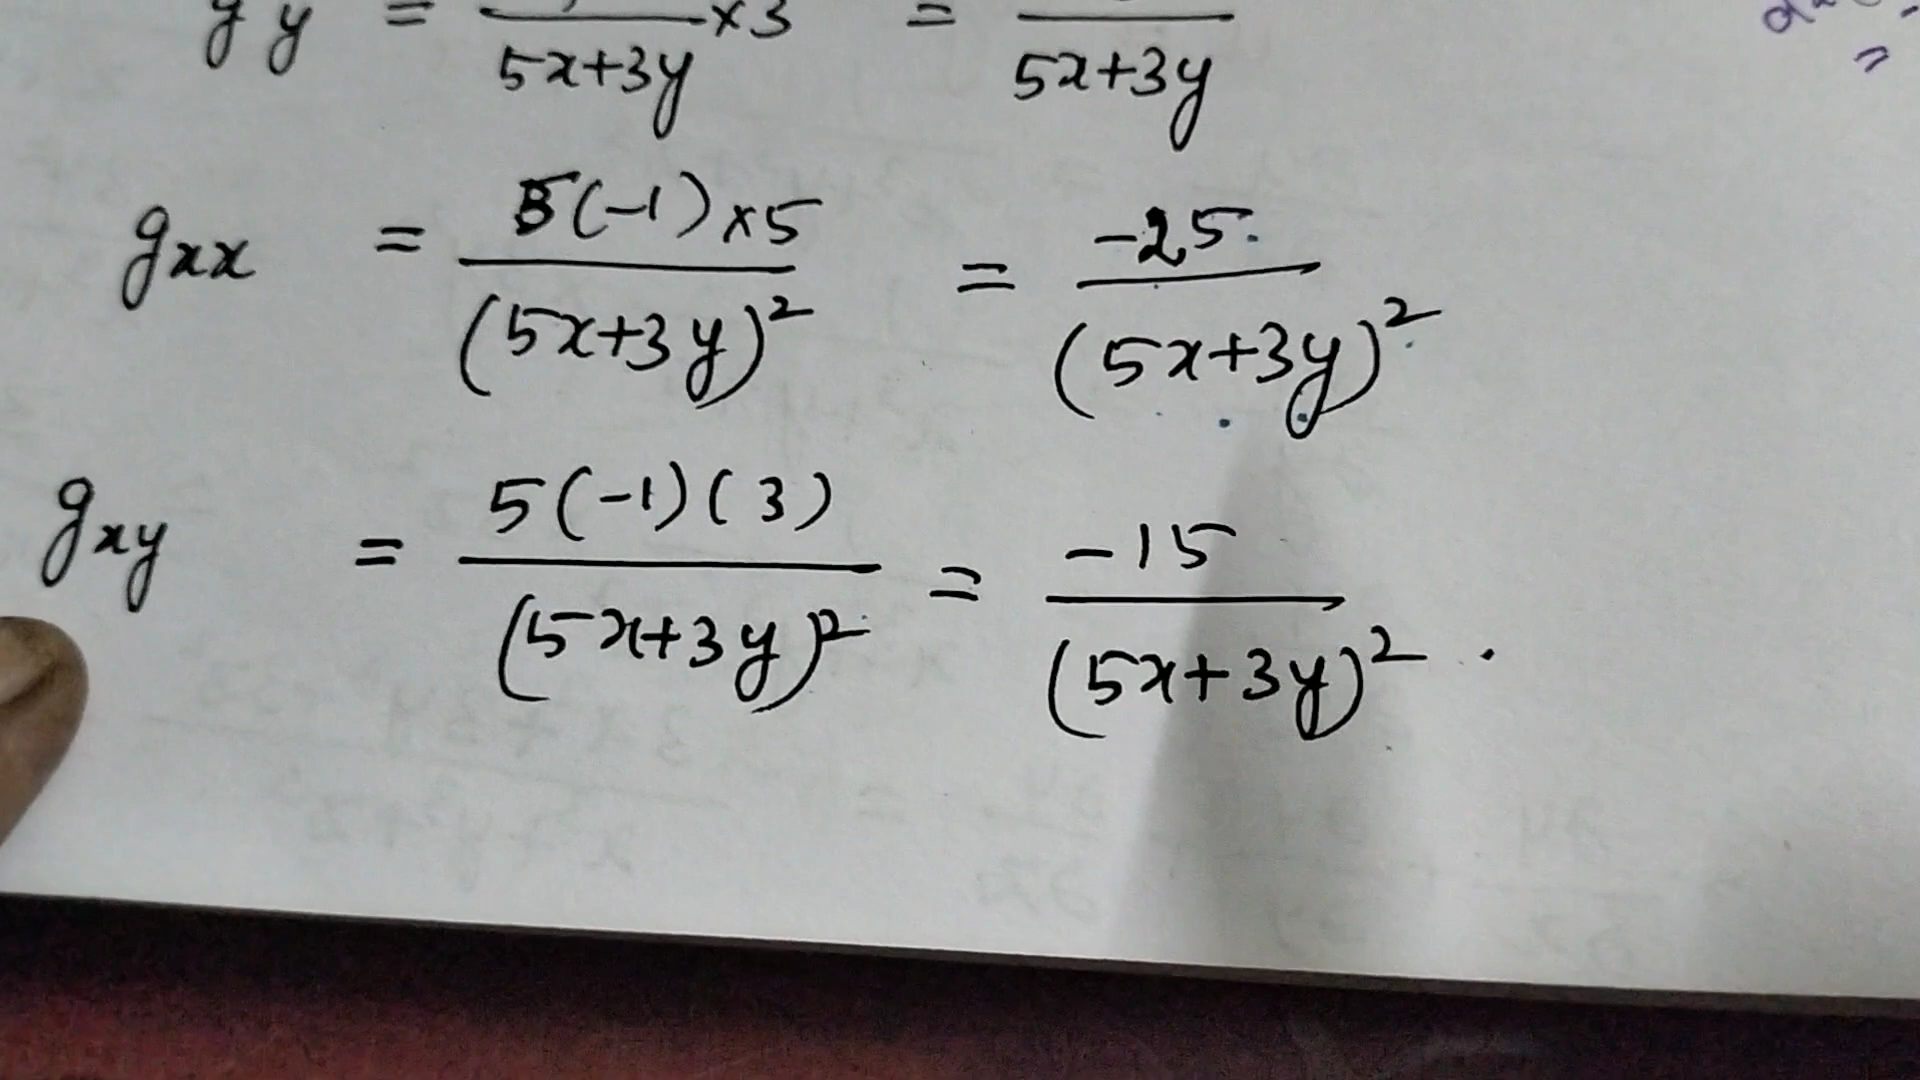 gy = /5x+3y ×3 = /5x+3y
gxx = 5(-1)×5/(5x+3y)² = -25/(5x+3y)²
gxy = 5(-1)(3)/(5x+3y)² = -15/(5x+3y)².